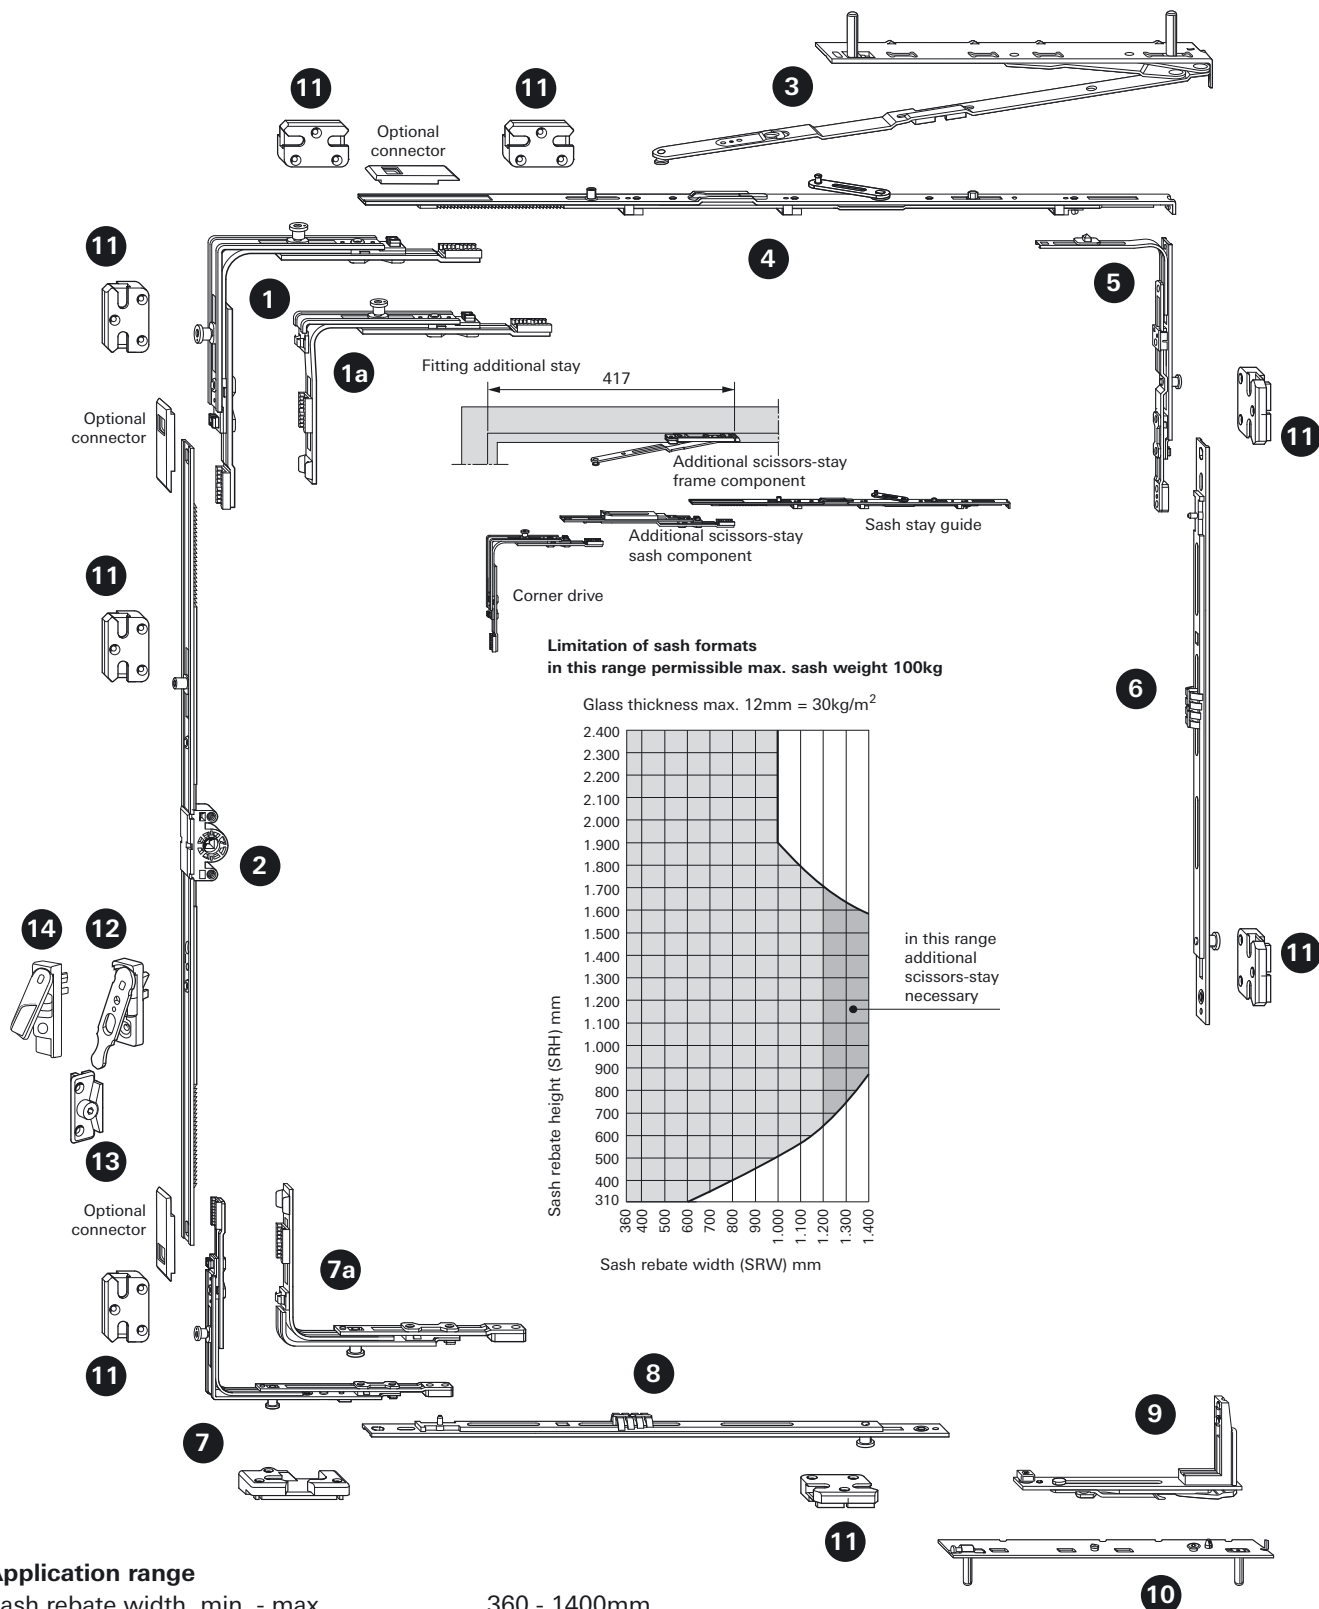 3
11
11
Optional
connector
11
4
5
1
1a
Fitting additional stay
417
Optional
connector
11
Additional scissors-stay
frame component
Sash stay guide
Additional scissors-stay
sash component
11
Corner drive
Limitation of sash formats
in this range permissible max. sash weight 100kg
6
Glass thickness max. 12mm = 30kg/m²
2.400
2.300
2.200
2.100
2.000
1.900
1.800
1.700
1.600
1.500
1.400
1.300
1.200
1.100
1.000
900
800
700
600
500
400
310
Sash rebate height (SRH) mm
360
400
500
600
700
800
900
1.000
1.100
1.200
1.300
1.400
Sash rebate width (SRW) mm
in this range
additional
scissors-stay
necessary
2
14
12
11
13
Optional
connector
7a
11
8
7
9
11
10
Application range
Sash rebate width, min. - max. 360 - 1400mm